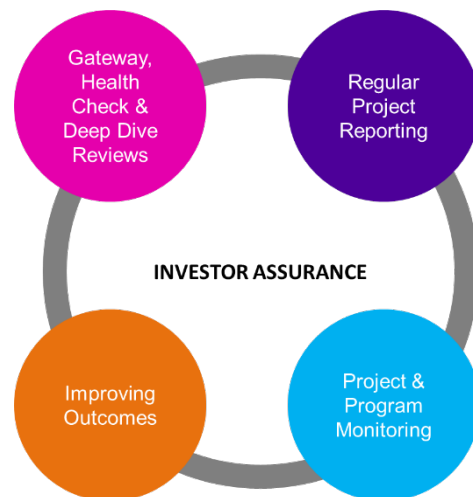 Gateway,
Health
Check &
Deep Dive
Reviews
Regular
Project
Reporting
INVESTOR ASSURANCE
Improving
Outcomes
Project &
Program
Monitoring